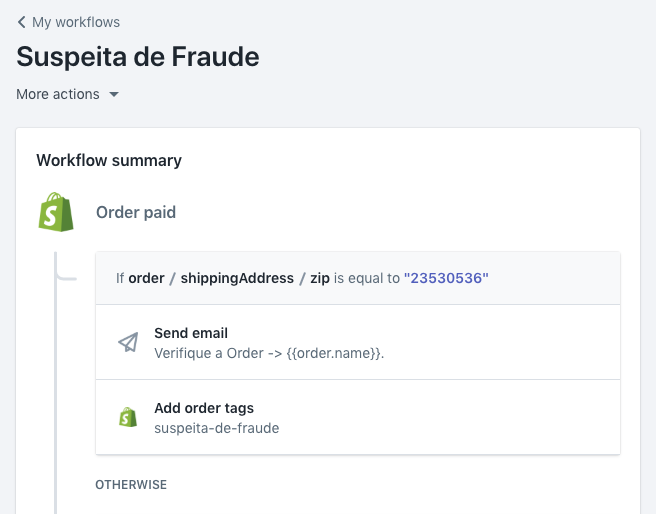 My workflows
Suspeita de Fraude
More actions
Workflow summary
Order paid
If order / shippingAddress / zip is equal to "23530536"
Send email
Verifique a Order -> {{order.name}}.
Add order tags
suspeita-de-fraude
OTHERWISE